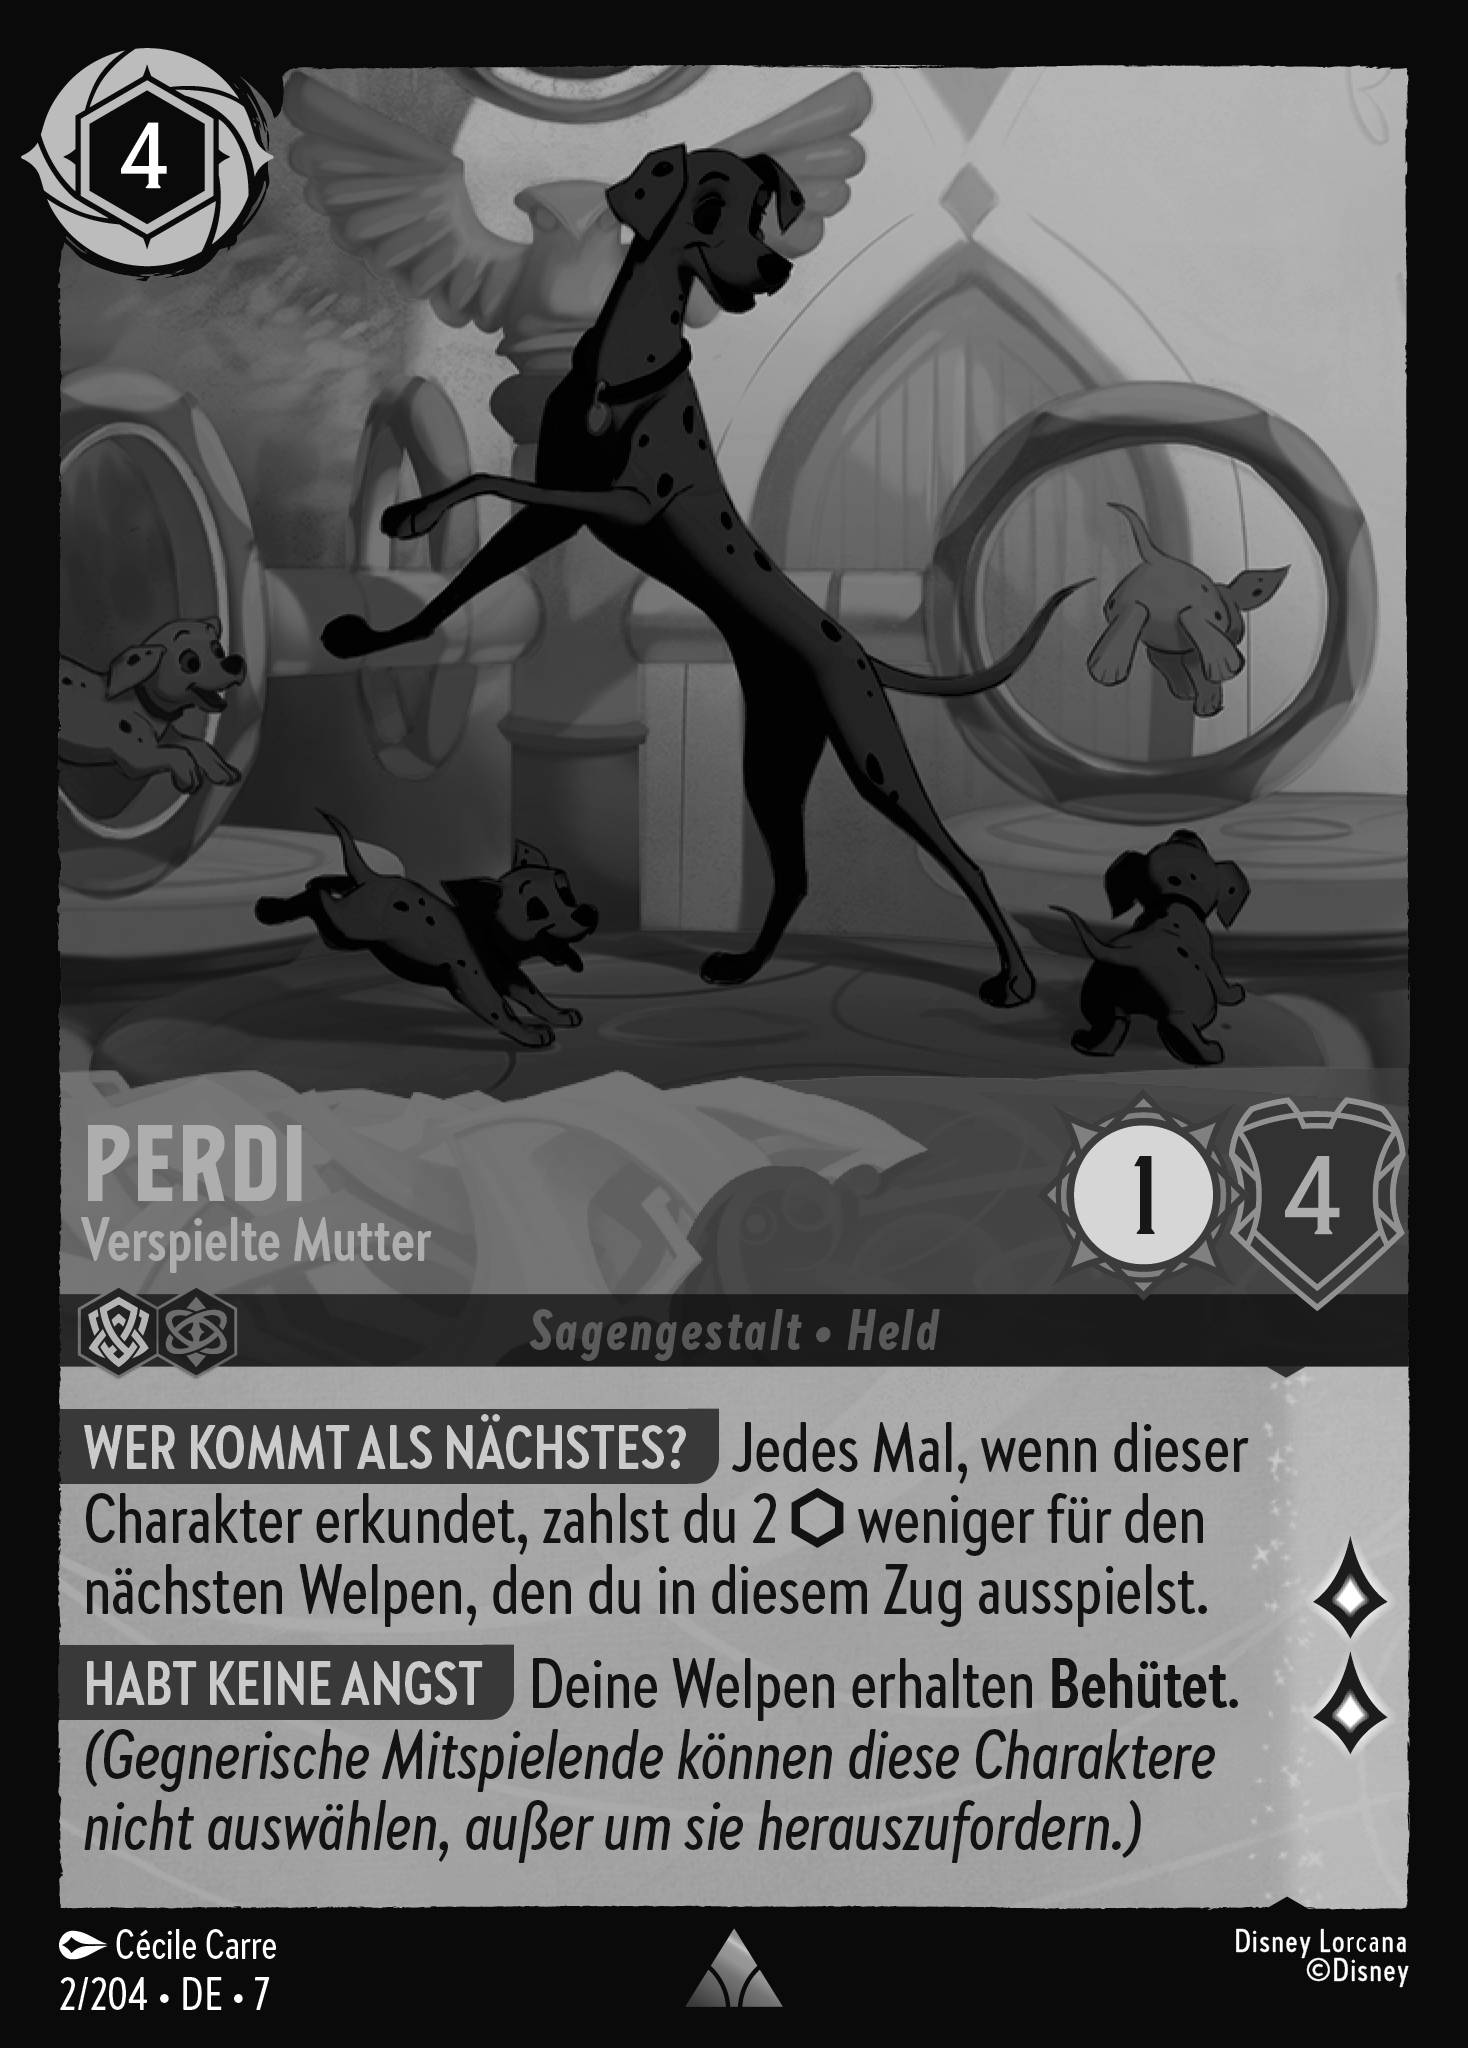 4
PERDI
Verspielte Mutter
1 4
Sagengestalt • Held
WER KOMMT ALS NÄCHSTES? Jedes Mal, wenn dieser
Charakter erkundet, zahlst du 2 ⬡ weniger für den
nächsten Welpen, den du in diesem Zug ausspielst.
HABT KEINE ANGST Deine Welpen erhalten Behütet.
(Gegnerische Mitspielende können diese Charaktere
nicht auswählen, außer um sie herauszufordern.)
Cécile Carre
2/204 • DE • 7
Disney Lorcana
©Disney